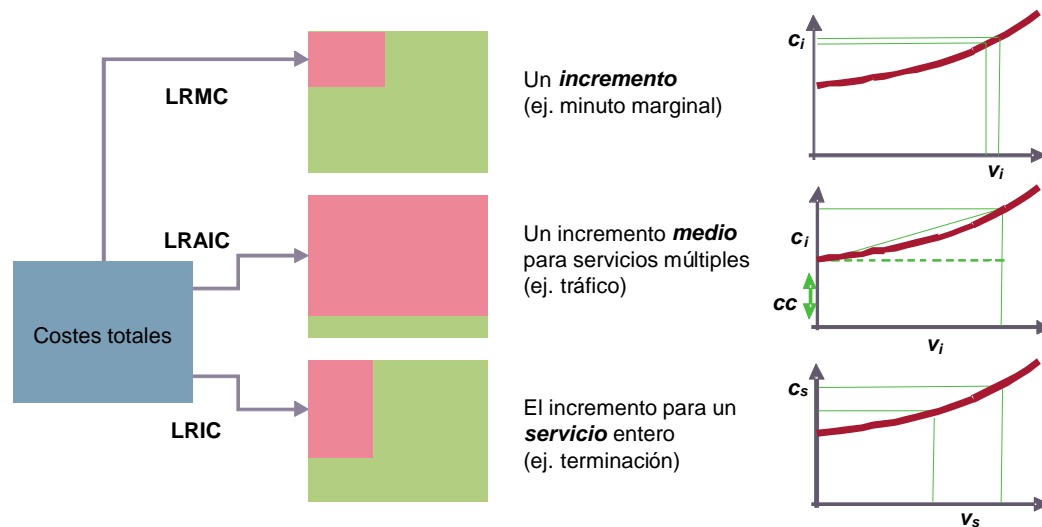 LRMC
Un incremento
(ej. minuto marginal)
ci
vi
LRAIC
Un incremento medio
para servicios múltiples
(ej. tráfico)
ci
cc
vi
Costes totales
LRIC
El incremento para un
servicio entero
(ej. terminación)
cs
vs